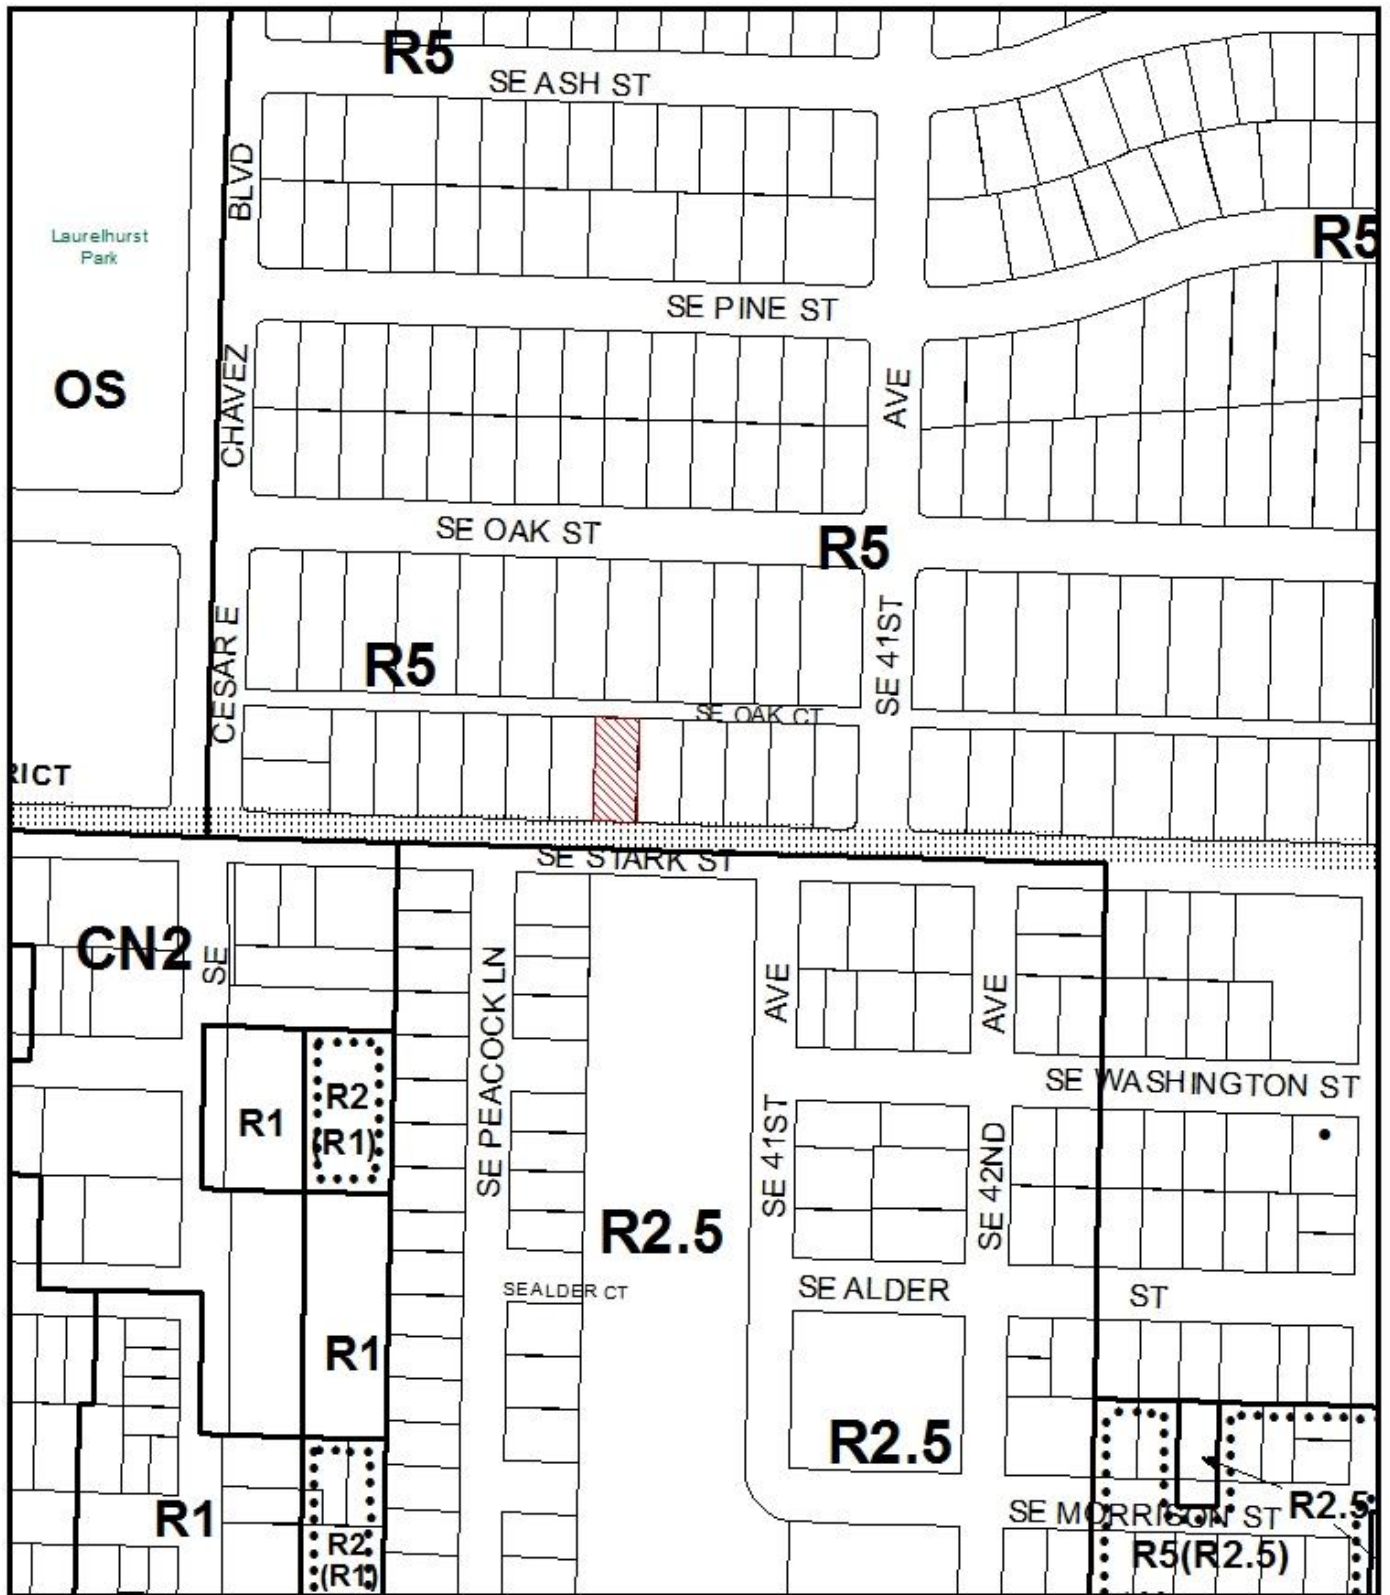 R5
SE ASH ST
BLVD
Laurelhurst
Park
R5
SE PINE ST
OS
CHAVEZ
AVE
SE OAK ST
R5
CESAR E
R5
SE 41ST
SE OAK CT
RICT
SE STARK ST
CN2
SE
SE PEACOCK LN
AVE
AVE
SE WASHINGTON ST
R1
R2
(R1)
SE 41ST
SE 42ND
R2.5
SE ALDER CT
SE ALDER
ST
R1
R2.5
R1
R2
(R1)
SE MORRISON ST
R2.5
R5(R2.5)